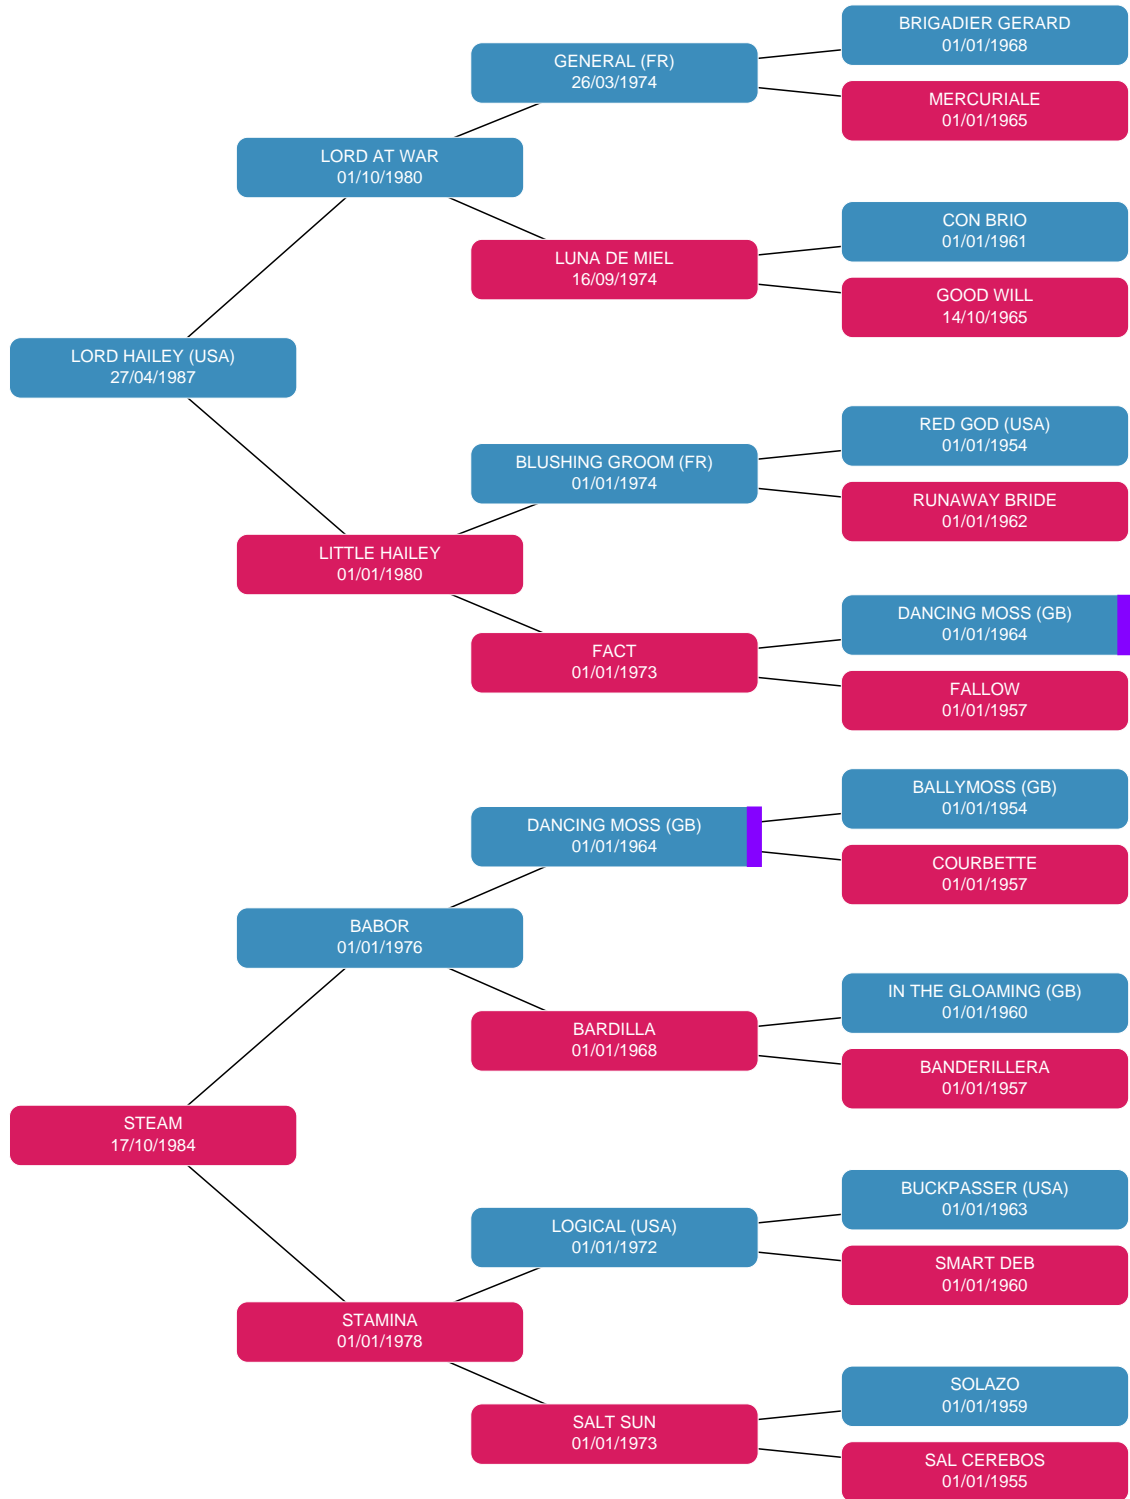 BRIGADIER GERARD
01/01/1968
GENERAL (FR)
26/03/1974
MERCURIALE
01/01/1965
LORD AT WAR
01/10/1980
CON BRIO
01/01/1961
LUNA DE MIEL
16/09/1974
GOOD WILL
14/10/1965
LORD HAILEY (USA)
27/04/1987
RED GOD (USA)
01/01/1954
BLUSHING GROOM (FR)
01/01/1974
RUNAWAY BRIDE
01/01/1962
LITTLE HAILEY
01/01/1980
DANCING MOSS (GB)
01/01/1964
FACT
01/01/1973
FALLOW
01/01/1957
BALLYMOSS (GB)
01/01/1954
DANCING MOSS (GB)
01/01/1964
COURBETTE
01/01/1957
BABOR
01/01/1976
IN THE GLOAMING (GB)
01/01/1960
BARDILLA
01/01/1968
BANDERILLERA
01/01/1957
STEAM
17/10/1984
BUCKPASSER (USA)
01/01/1963
LOGICAL (USA)
01/01/1972
SMART DEB
01/01/1960
STAMINA
01/01/1978
SOLAZO
01/01/1959
SALT SUN
01/01/1973
SAL CEREBOS
01/01/1955